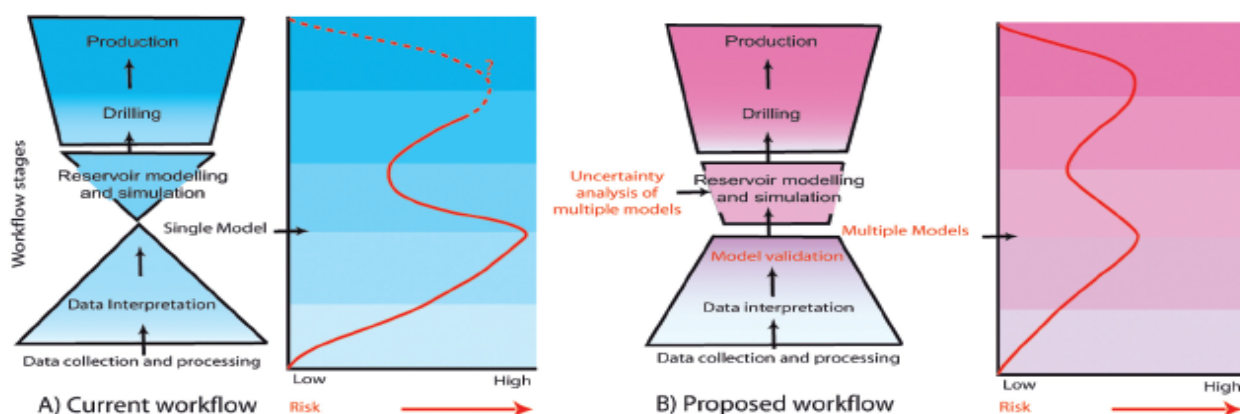 Production
Drilling
Reservoir modelling
and simulation
Single Model
Data Interpretation
Data collection and processing
Workflow stages
?
Low
High
A) Current workflow
Risk
Production
Drilling
Uncertainty
analysis of
multiple models
Reservoir modelling
and simulation
Multiple Models
Model validation
Data interpretation
Data collection and processing
Low
High
B) Proposed workflow
Risk